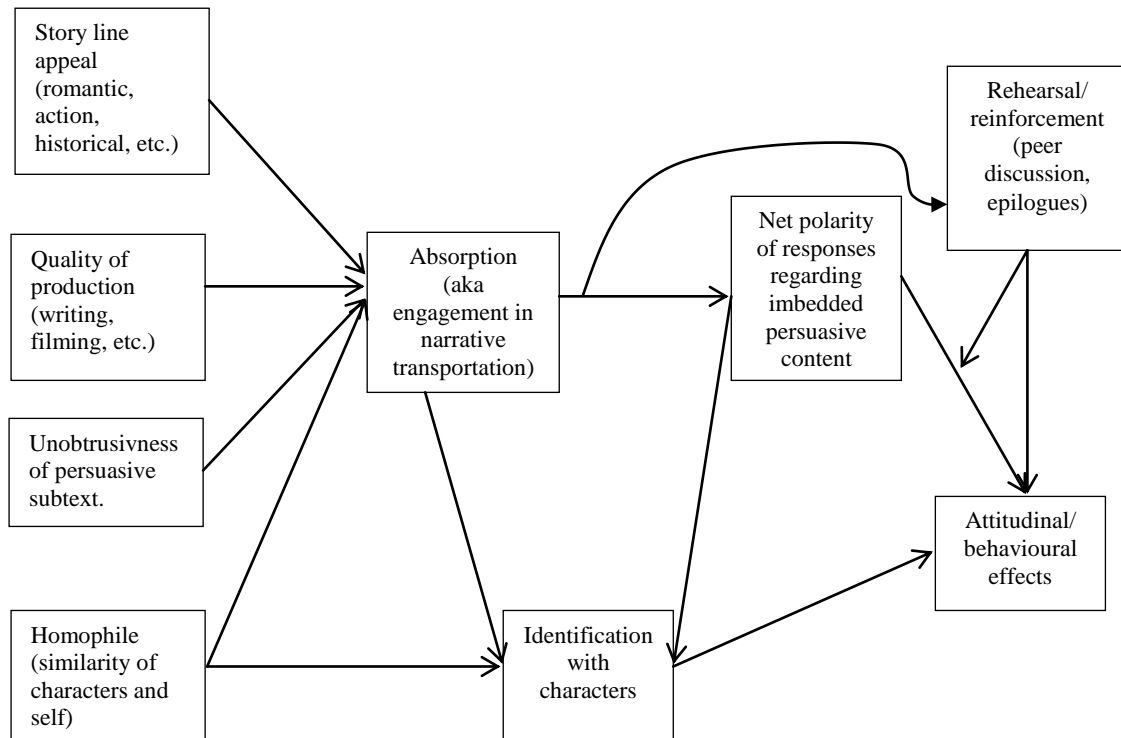 Story line
appeal
(romantic,
action,
historical, etc.)
Quality of
production
(writing,
filming, etc.)
Unobtrusivness
of persuasive
subtext.
Homophile
(similarity of
characters and
self)
Absorption
(aka
engagement in
narrative
transportation)
Identification
with
characters
Net polarity
of responses
regarding
imbedded
persuasive
content
Rehearsal/
reinforcement
(peer
discussion,
epilogues)
Attitudinal/
behavioural
effects